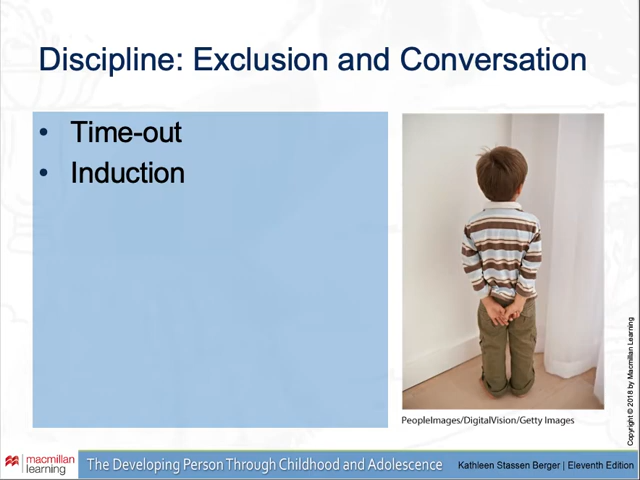 Discipline: Exclusion and Conversation
• Time-out
• Induction
PeopleImages/DigitalVision/Getty Images
Copyright © 2018 by Macmillan Learning
macmillan
learning
The Developing Person Through Childhood and Adolescence
Kathleen Stassen Berger | Eleventh Edition